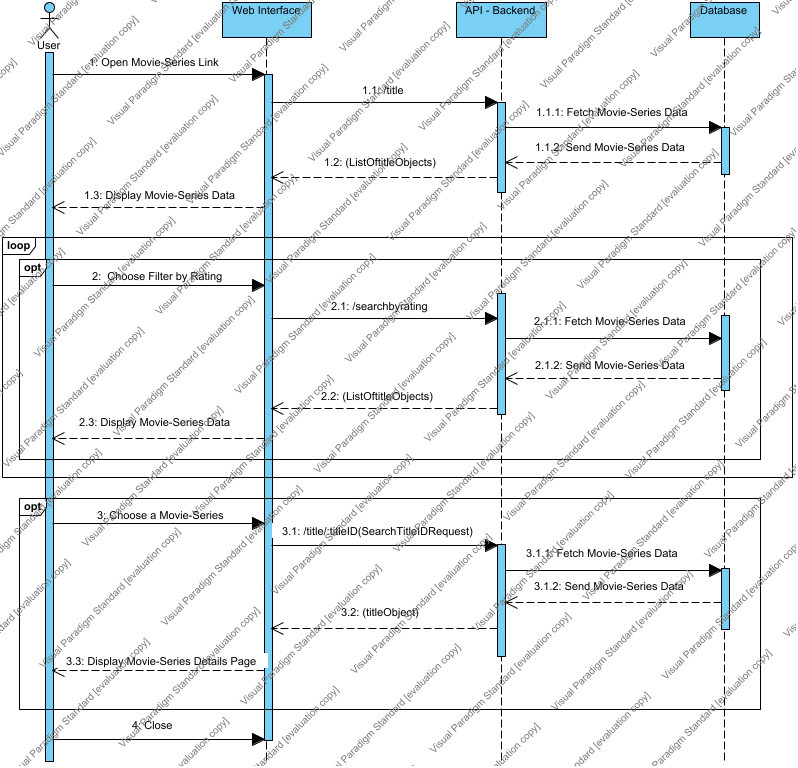 User
Web Interface
API - Backend
Database
1: Open Movie-Series Link
1.1: /title
1.1.1: Fetch Movie-Series Data
1.1.2: Send Movie-Series Data
1.2: (ListOftitleObjects)
1.3: Display Movie-Series Data
loop
opt
2: Choose Filter by Rating
2.1: /searchbyrating
2.1.1: Fetch Movie-Series Data
2.1.2: Send Movie-Series Data
2.2: (ListOftitleObjects)
2.3: Display Movie-Series Data
opt
3: Choose a Movie-Series
3.1: /title/:titleID(SearchTitleIDRequest)
3.1.1: Fetch Movie-Series Data
3.1.2: Send Movie-Series Data
3.2: (titleObject)
3.3: Display Movie-Series Details Page
4: Close
Visual Paradigm Standard [evaluation copy]